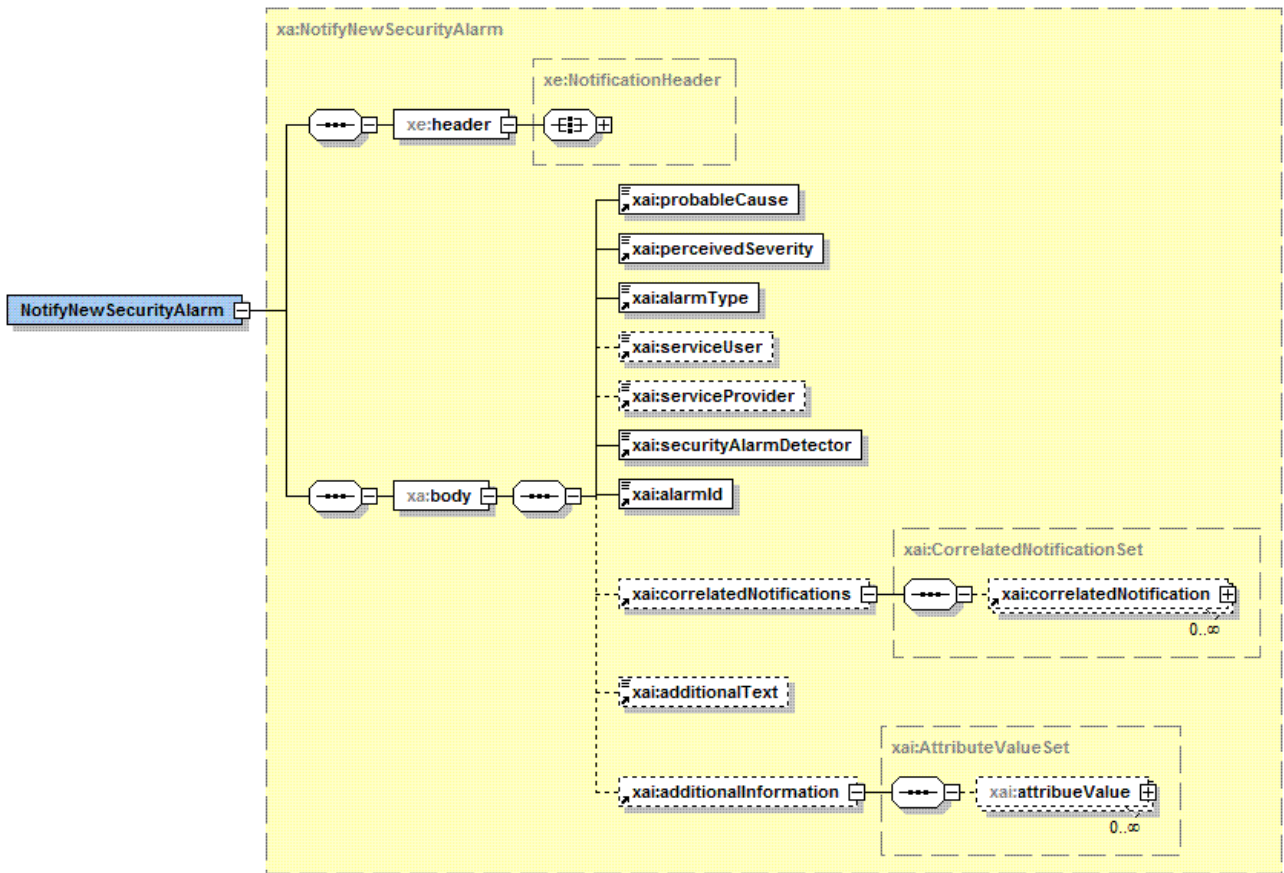 xa:NotifyNewSecurityAlarm
xe:NotificationHeader
xe:header
xai:probableCause
xai:perceivedSeverity
xai:alarmType
NotifyNewSecurityAlarm
xai:serviceUser
xai:serviceProvider
xai:securityAlarmDetector
xa:body
xai:alarmId
xai:CorrelatedNotificationSet
xai:correlatedNotifications
xai:correlatedNotification
0..∞
xai:additionalText
xai:AttributeValueSet
xai:additionalInformation
xai:attribueValue
0..∞